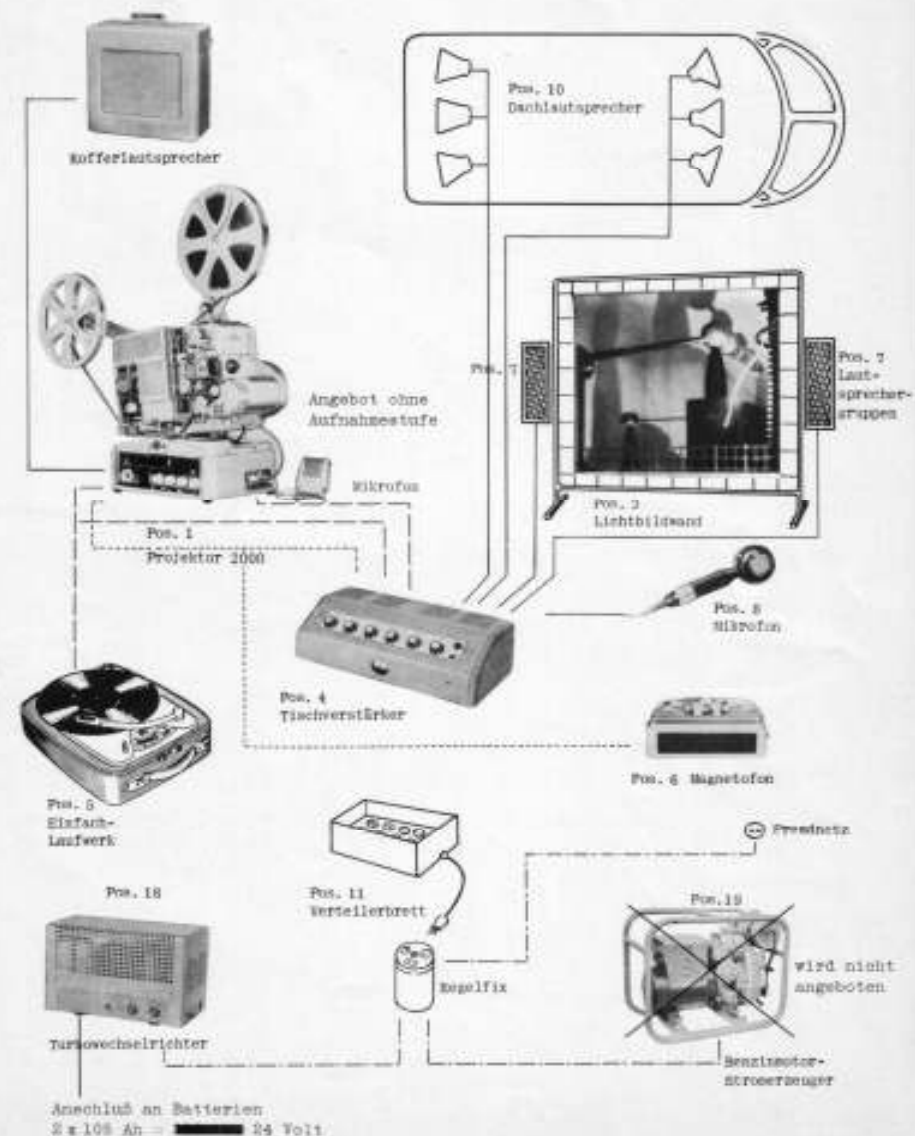 Kofferlautsprecher
Pos. 10
Dachlautsprecher
Angebot ohne
Aufnahmestufe
Mikrofon
Pos. 1
Projektor 2000
Pos. 7
Pos. 7
Laut-
sprecher-
gruppen
Pos.
Lichtbildwand
Pos. 8
Mikrofon
Pos. 4
Tischverstärker
Pos. 6 Magnetofon
Pos. 5
Einfach-
Laufwerk
Pos. 11
Verteilerbrett
Fremdnetz
Pos. 18
Pos.19
Regelfix
wird nicht
angeboten
Turbowechselrichter
Benzinmotor-
Stromerzeuger
Anschluß an Batterien
2 x 105 Ah = 24 Volt